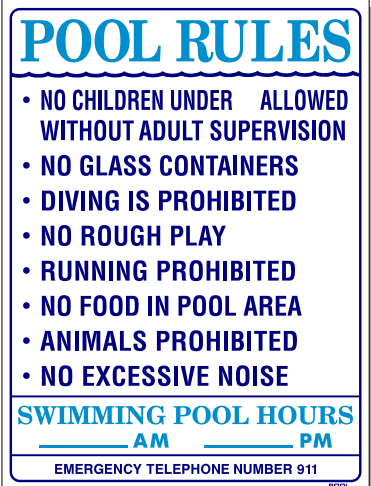 POOL RULES
• NO CHILDREN UNDER ALLOWED
WITHOUT ADULT SUPERVISION
• NO GLASS CONTAINERS
• DIVING IS PROHIBITED
• NO ROUGH PLAY
• RUNNING PROHIBITED
• NO FOOD IN POOL AREA
• ANIMALS PROHIBITED
• NO EXCESSIVE NOISE
SWIMMING POOL HOURS
________ AM ________ PM
EMERGENCY TELEPHONE NUMBER 911